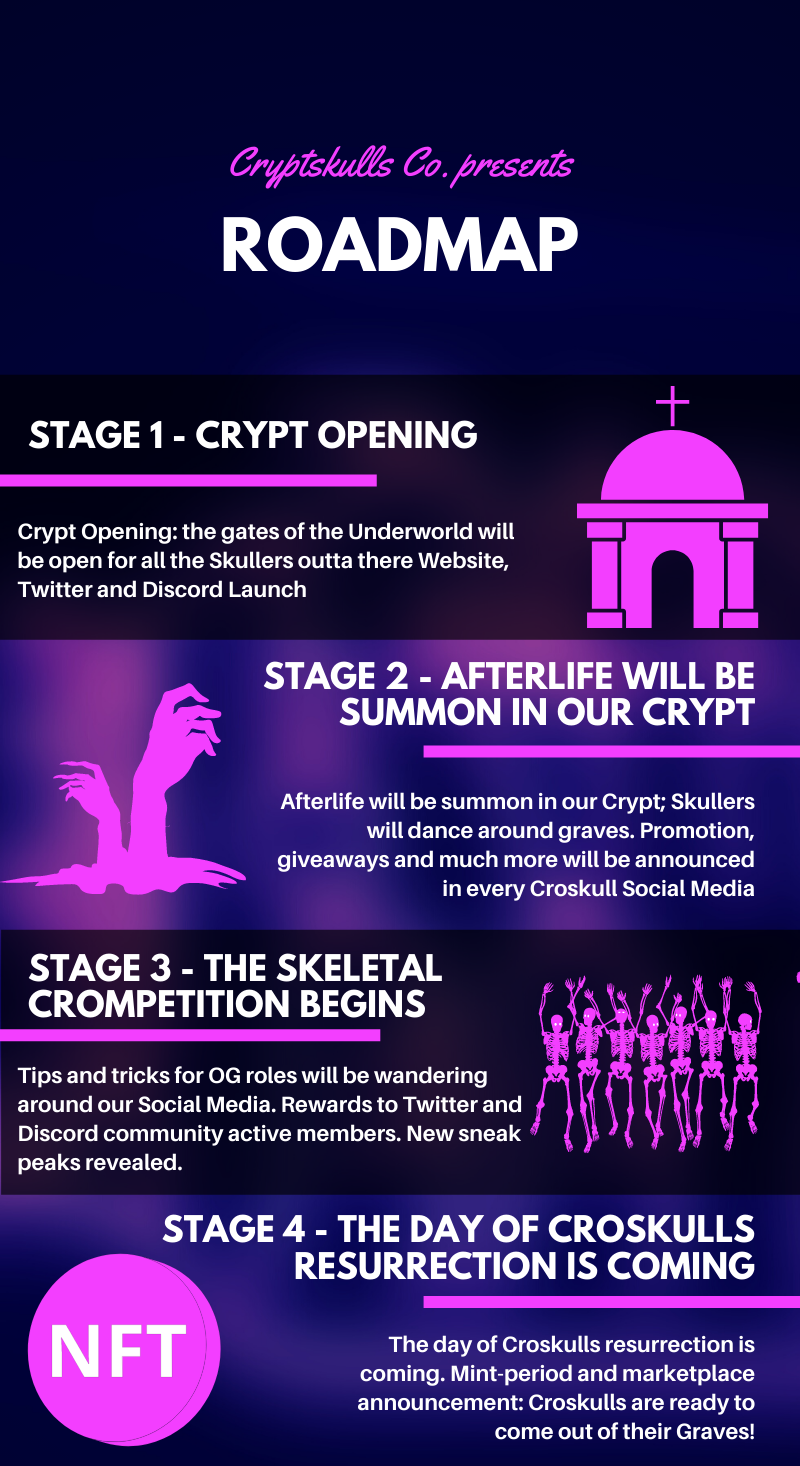 Cryptskulls Co. presents
ROADMAP
STAGE 1 - CRYPT OPENING
Crypt Opening: the gates of the Underworld will
be open for all the Skullers outta there Website,
Twitter and Discord Launch
STAGE 2 - AFTERLIFE WILL BE
SUMMON IN OUR CRYPT
Afterlife will be summon in our Crypt; Skullers
will dance around graves. Promotion,
giveaways and much more will be announced
in every Croskull Social Media
STAGE 3 - THE SKELETAL
CROMPETITION BEGINS
Tips and tricks for OG roles will be wandering
around our Social Media. Rewards to Twitter and
Discord community active members. New sneak
peaks revealed.
STAGE 4 - THE DAY OF CROSKULLS
RESURRECTION IS COMING
NFT
The day of Croskulls resurrection is
coming. Mint-period and marketplace
announcement: Croskulls are ready to
come out of their Graves!